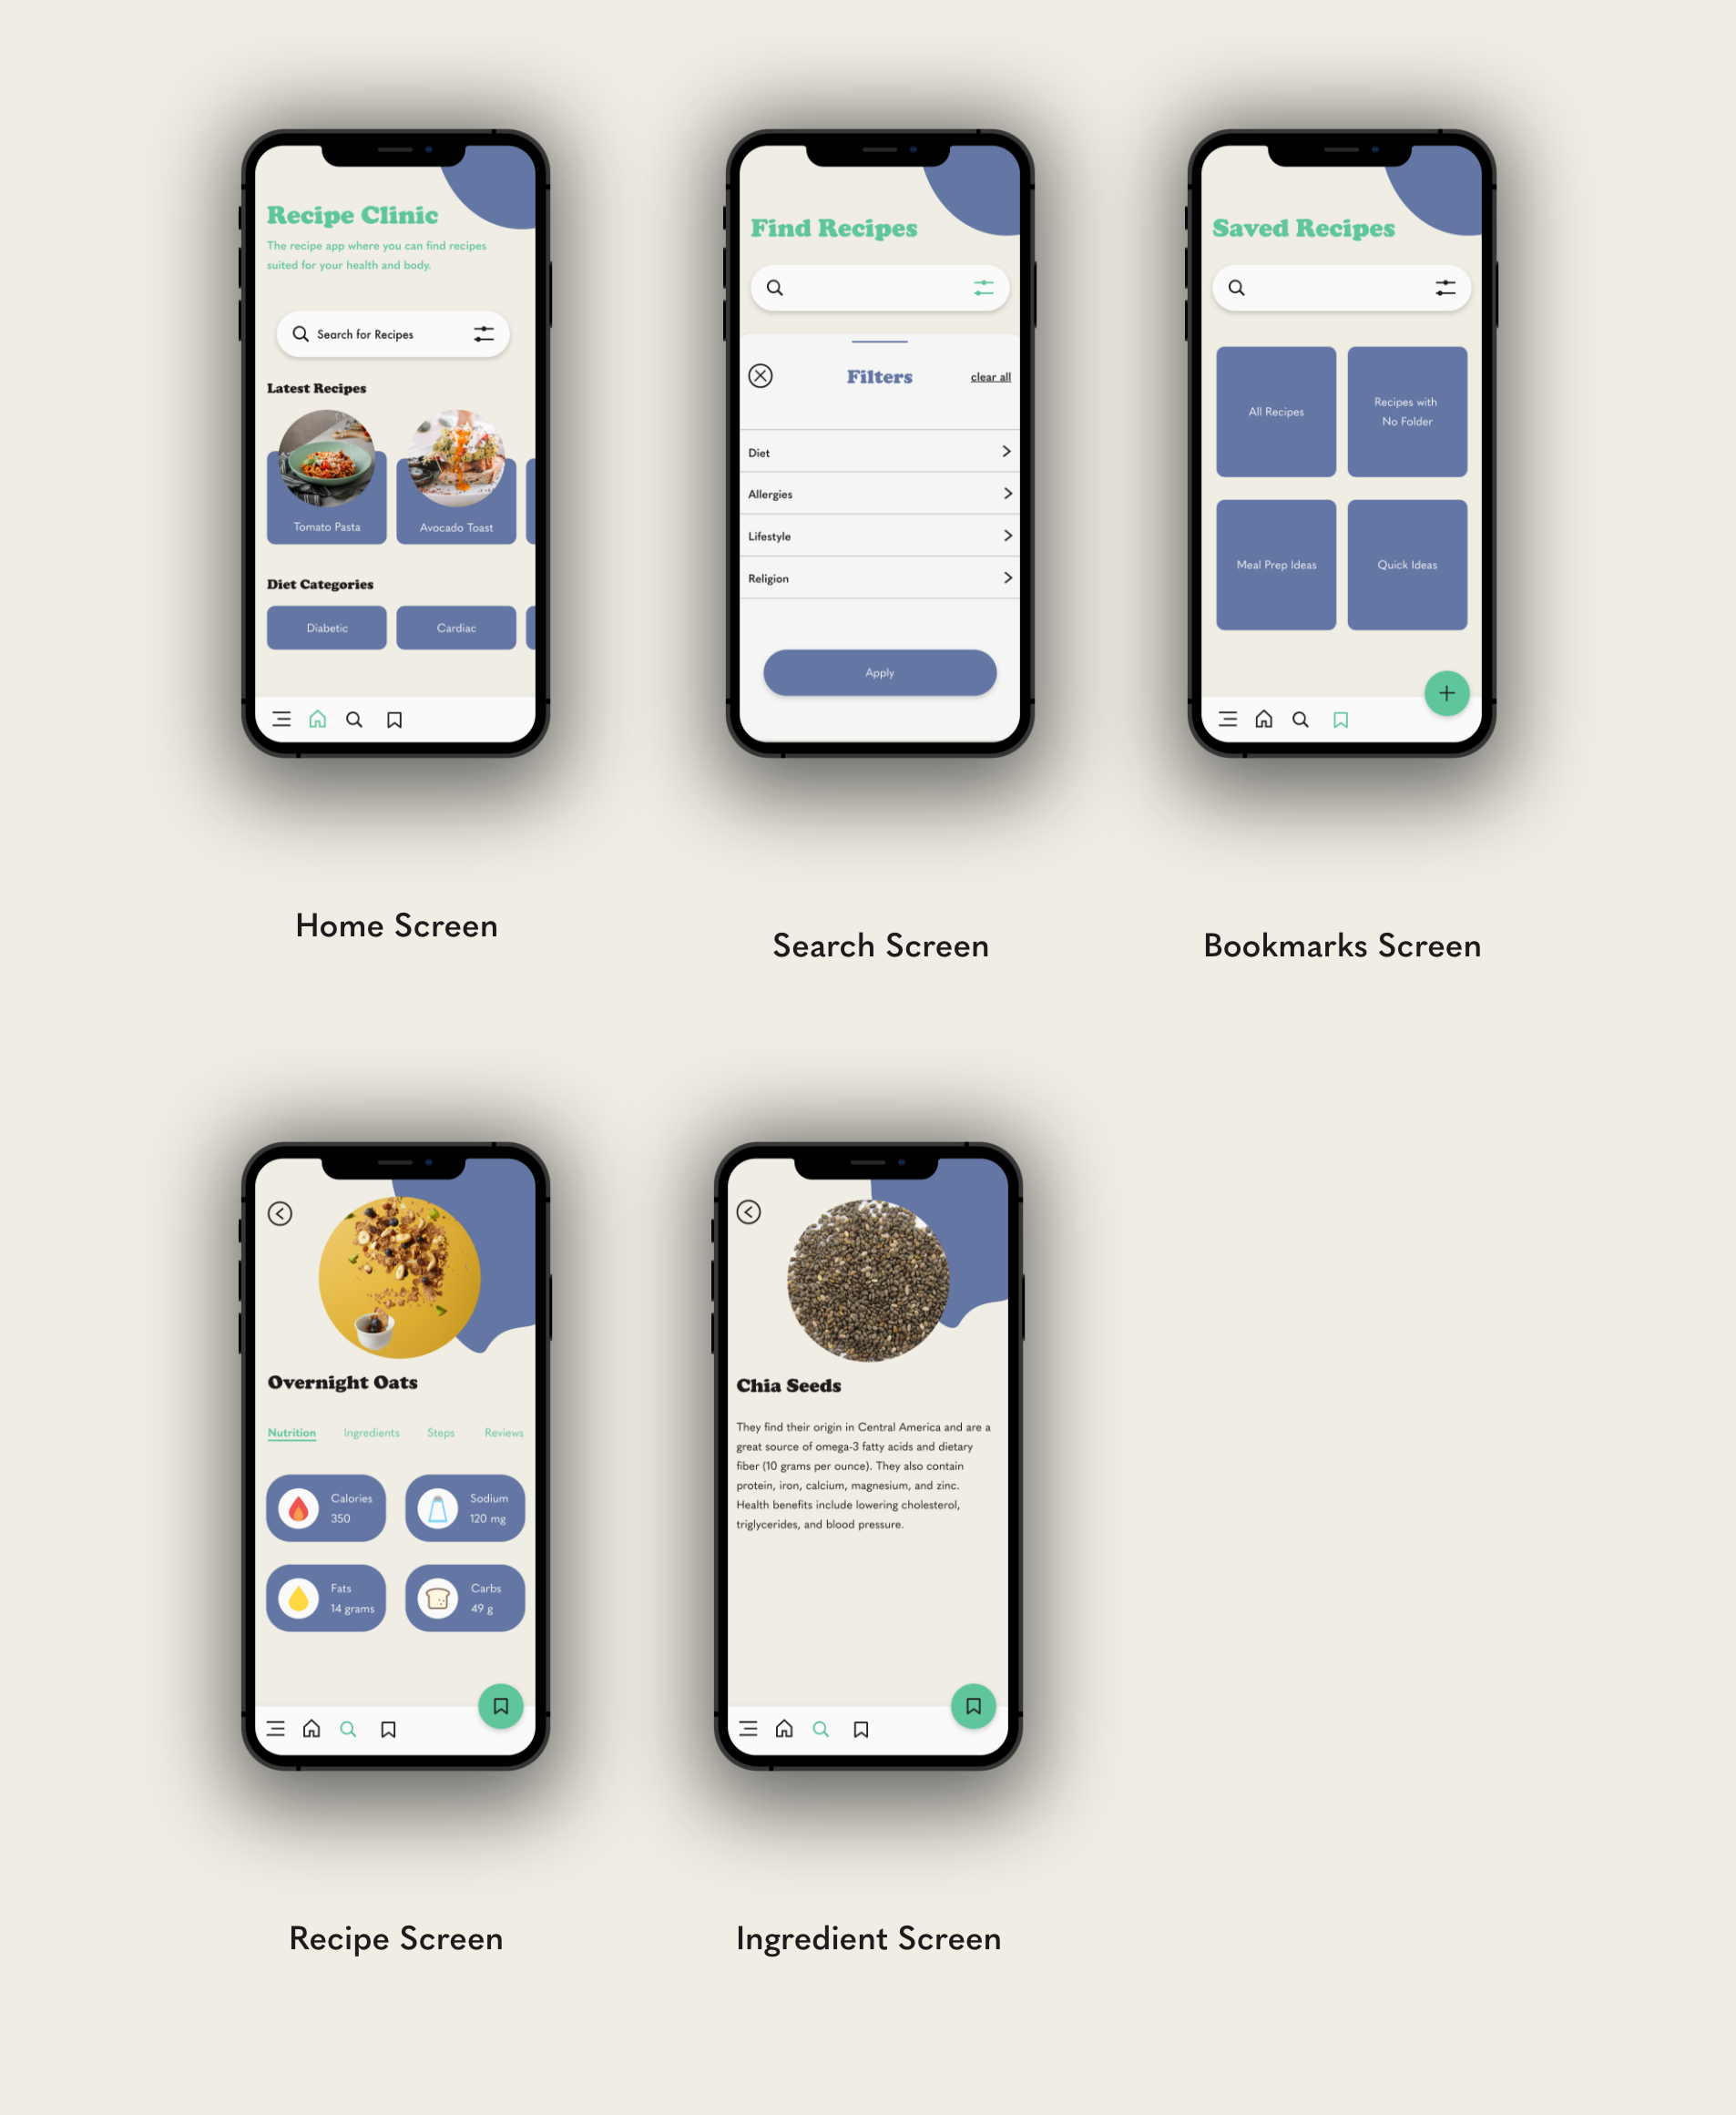 Recipe Clinic
The recipe app where you can find recipes
suited for your health and body.
Search for Recipes
Latest Recipes
Tomato Pasta
Avocado Toast
Diet Categories
Diabetic
Cardiac
Home Screen
Find Recipes
Filters
clear all
Diet
Allergies
Lifestyle
Religion
Apply
Search Screen
Saved Recipes
All Recipes
Recipes with
No Folder
Meal Prep Ideas
Quick Ideas
Bookmarks Screen
Overnight Oats
Nutrition
Ingredients
Steps
Reviews
Calories
350
Sodium
120 mg
Fats
14 grams
Carbs
49 g
Recipe Screen
Chia Seeds
They find their origin in Central America and are a
great source of omega-3 fatty acids and dietary
fiber (10 grams per ounce). They also contain
protein, iron, calcium, magnesium, and zinc.
Health benefits include lowering cholesterol,
triglycerides, and blood pressure.
Ingredient Screen